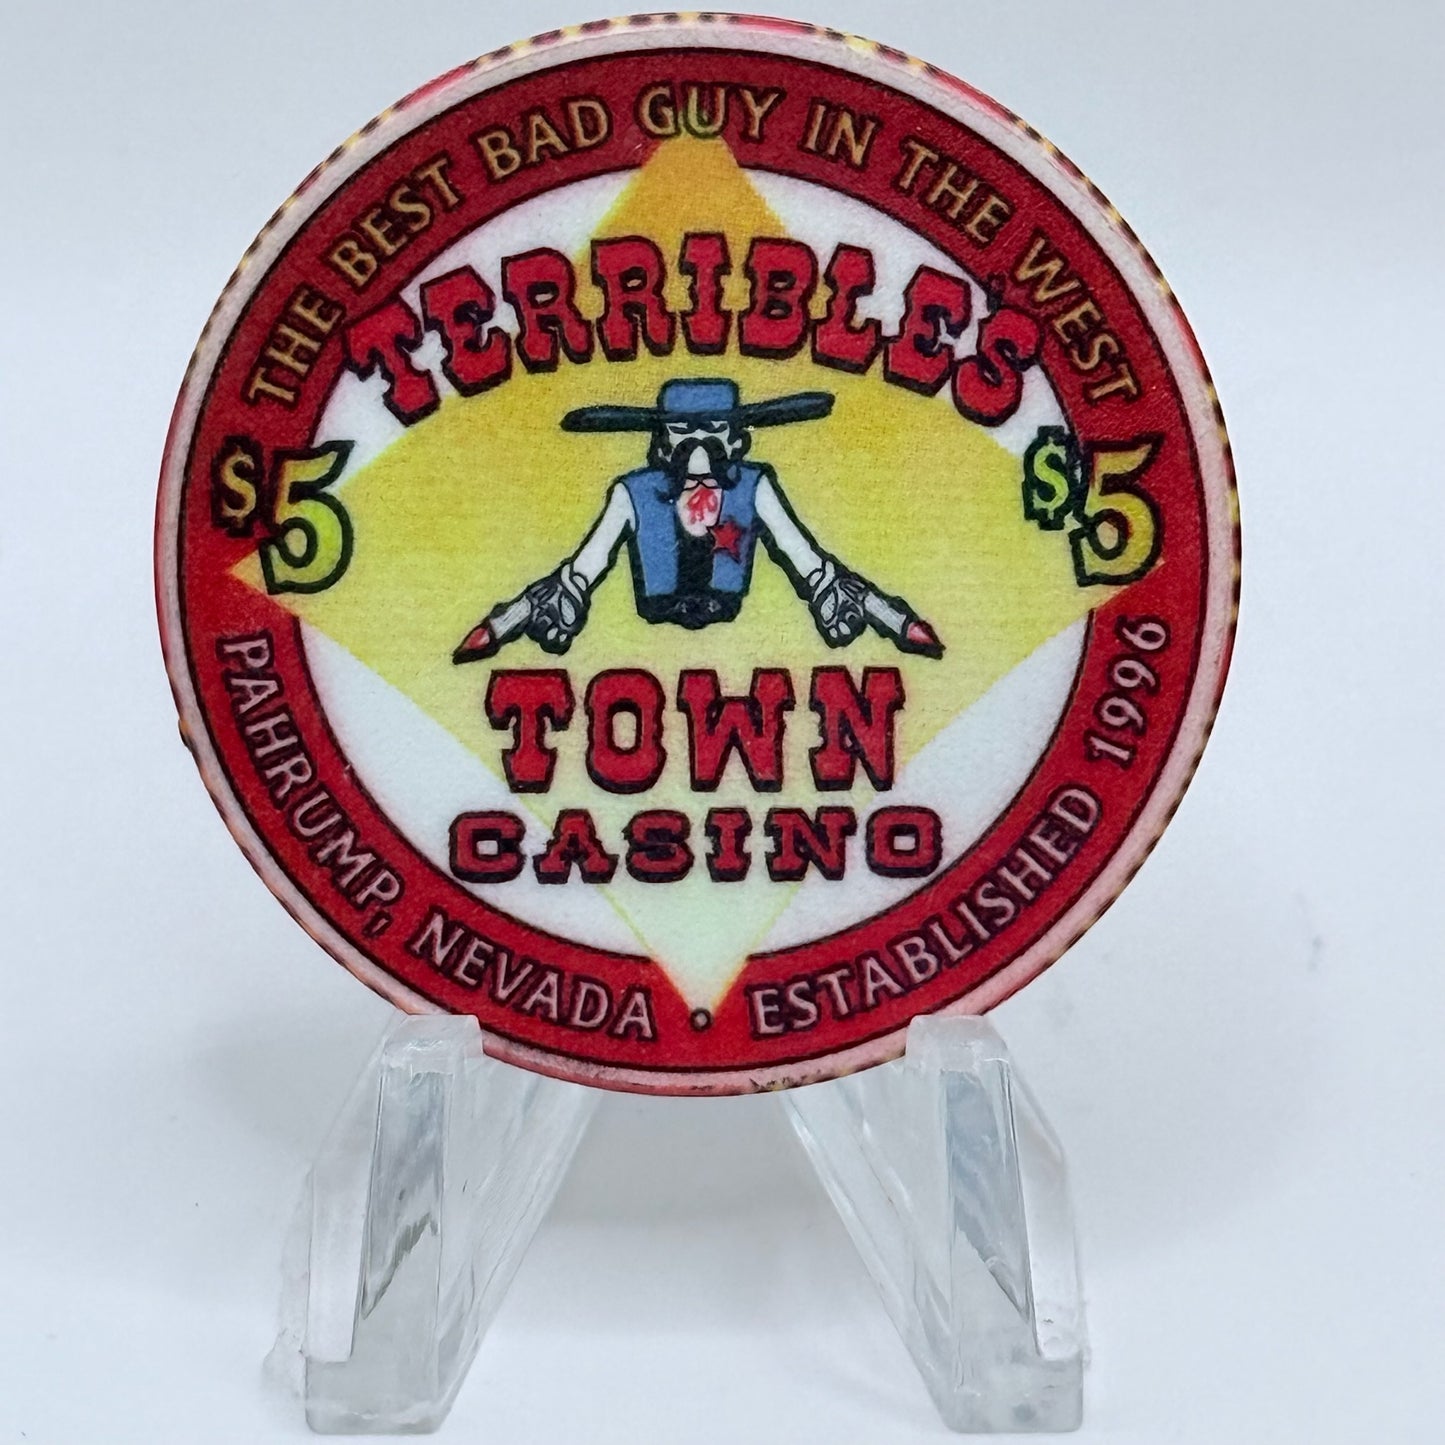 THE BEST BAD GUY IN THE WEST
TERRIBLE'S
$5 $5
TOWN
CASINO
PAHRUMP, NEVADA • ESTABLISHED 1996